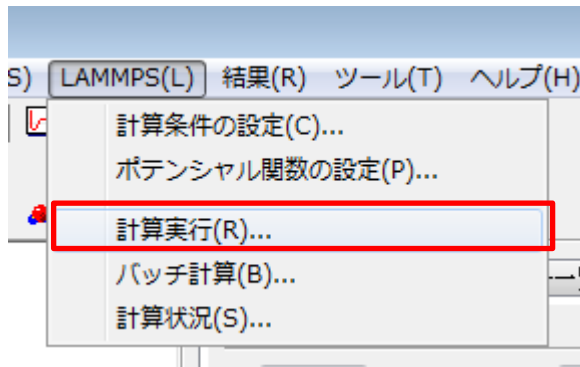 S) LAMMPS(L) 結果(R) ツール(T) ヘルプ(H)
計算条件の設定(C)...
ポテンシャル関数の設定(P)...
計算実行(R)...
バッチ計算(B)...
計算状況(S)...